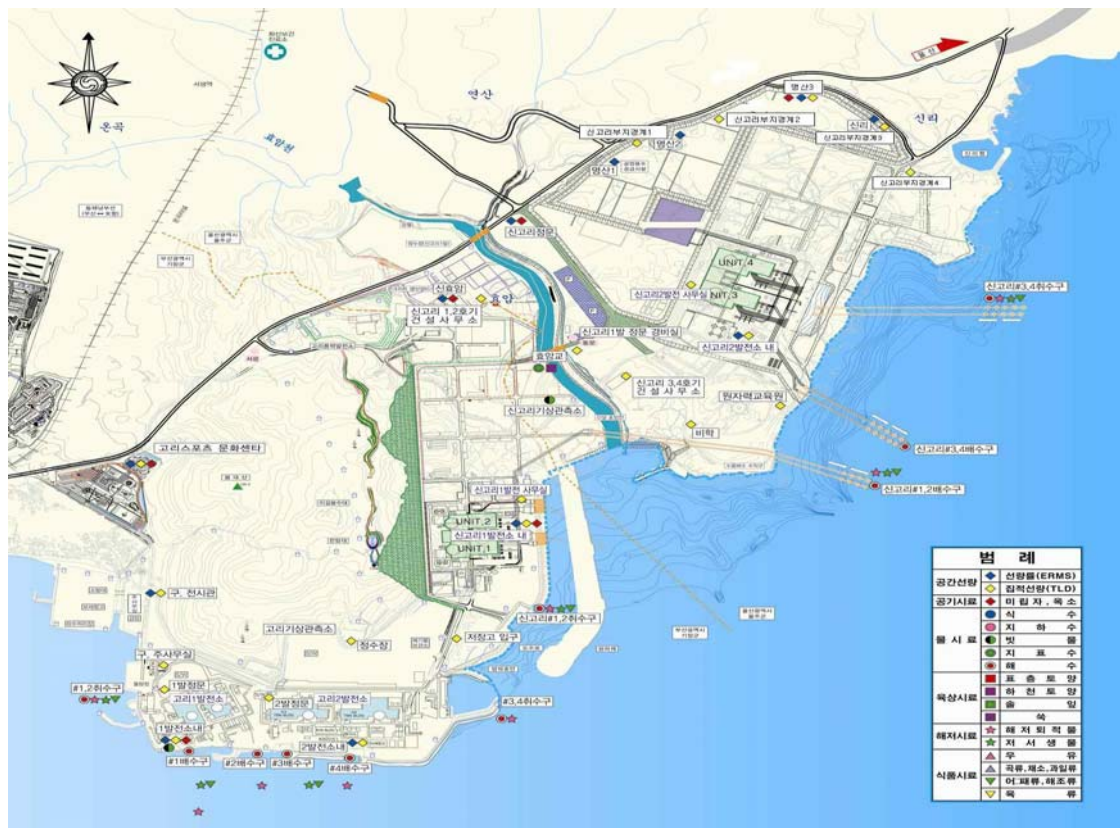 화산보건
진료소
서생역
연산
온곡
효암천
울산
명산3
신리
신리
신고리부지경계1
신고리부지경계2
신고리부지경계3
신고리부지경계4
명산2
명산1
신고리정문
UNIT.4
신고리2발전 사무실
신고리2발전소 내
신고리#3,4취수구
신효암
효암
신고리 1,2호기
건설사무소
신고리1발 정문 경비실
효암교
신고리 3,4호기
건설사무소
신고리기상관측소
원자력교육원
비학
신고리#3,4배수구
신고리#1,2배수구
고리스포츠 문화센타
신고리1발전 사무실
UNIT.2
신고리1발전소 내
UNIT.1
신고리#1,2취수구
구. 전시관
고리기상관측소
정수장
저장고 입구
구. 주사무실
#1,2취수구
1발정문
고리1발전소
2발정문
고리2발전소
#3,4취수구
1발전소내
2발전소내
#1배수구
#2배수구
#3배수구
#4배수구
범 례
공간선량
선량률(ERMS)
집적선량(TLD)
공기시료
미립자, 옥소
물시료
식 수
지 하 수
빗 물
지 표 수
해 수
육상시료
표 층 토 양
하 천 토 양
솔 잎
쑥
해저시료
해 저 퇴 적 물
저 서 생 물
식품시료
우 유
곡류,채소,과일류
어.패류,해조류
육 류